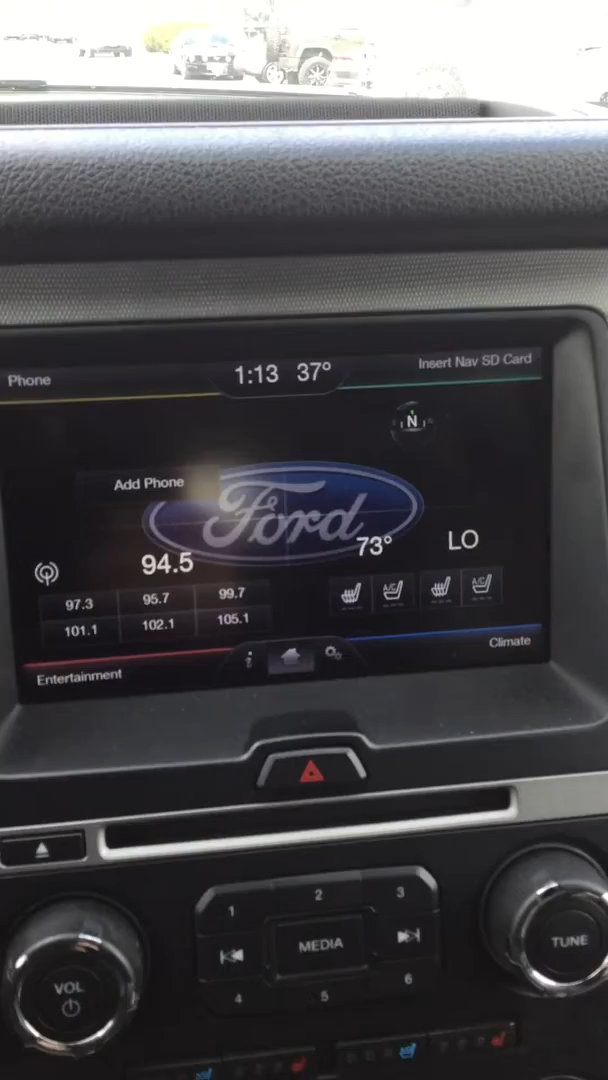 Phone
1:13 37°
Insert Nav SD Card
N
Add Phone
Ford
94.5
73°
LO
97.3 95.7 99.7
101.1 102.1 105.1
A/C
A/C
Entertainment
i
Climate
1 2 3
MEDIA
4 5 6
VOL
TUNE